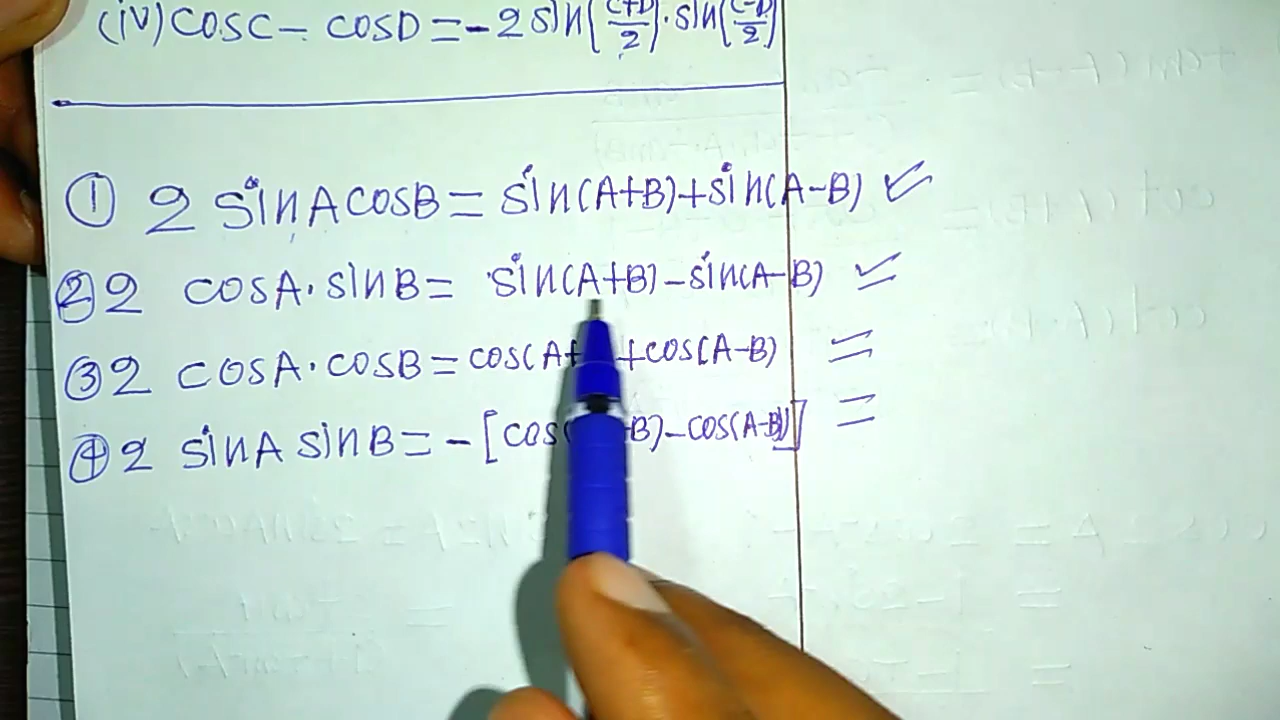 (iv) cosC - cosD = -2 sin(C+D/2)·sin(C-D/2)
① 2 sinA cosB = sin(A+B)+sin(A-B)
② 2 cosA·sinB = sin(A+B)-sin(A-B)
③ 2 cosA·cosB = cos(A+ +cos(A-B)
④ 2 sinA sinB = -[cos( B)-cos(A-B)]